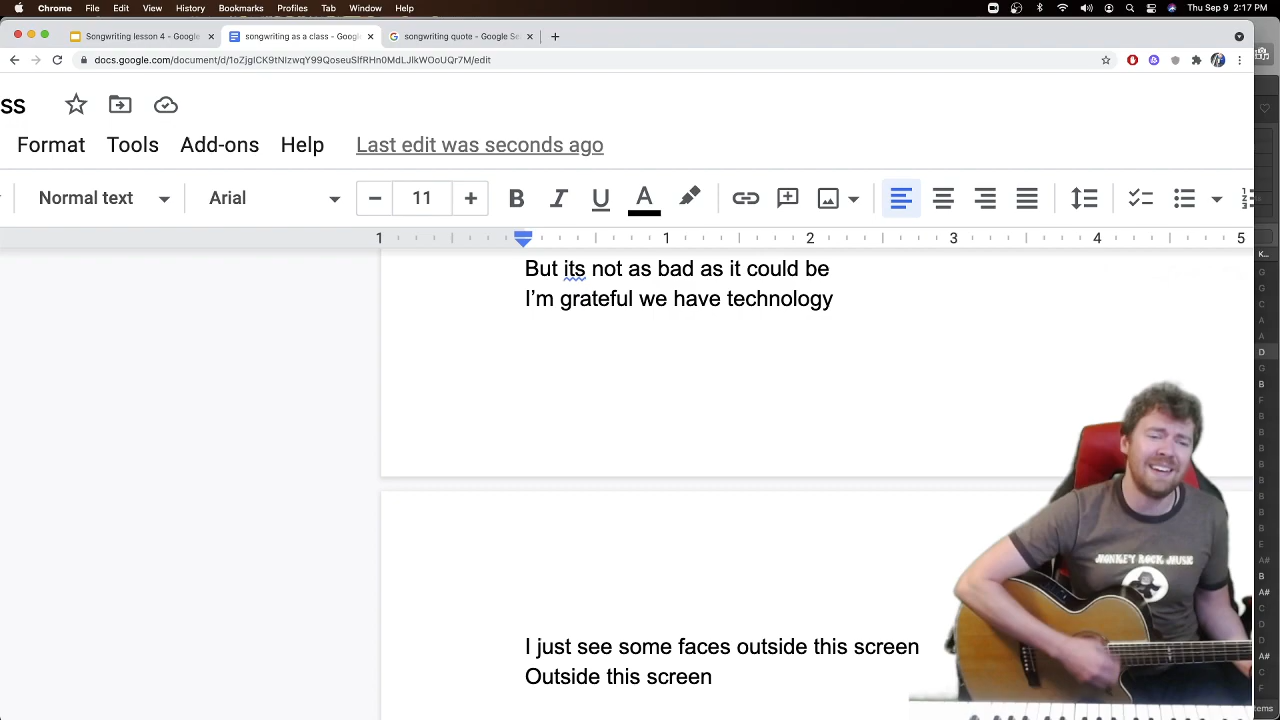 Chrome File Edit View History Bookmarks Profiles Tab Window Help Thu Sep 9 2:17 PM
Songwriting lesson 4 - Google songwriting as a class - Googl songwriting quote - Google Se
docs.google.com/document/d/
/edit
ss
Format Tools Add-ons Help Last edit was seconds ago
Normal text Arial 11 B I U A
1 1 2 3 4 5
But its not as bad as it could be
I'm grateful we have technology
MONKEY ROCK MUSIC
I just see some faces outside this screen
Outside this screen
K...
G
G
C
A
A
D
G
B
B
B
B
B
B
B
B
B
E
A#
B
A#
C
D
D
A#
C
F
tems